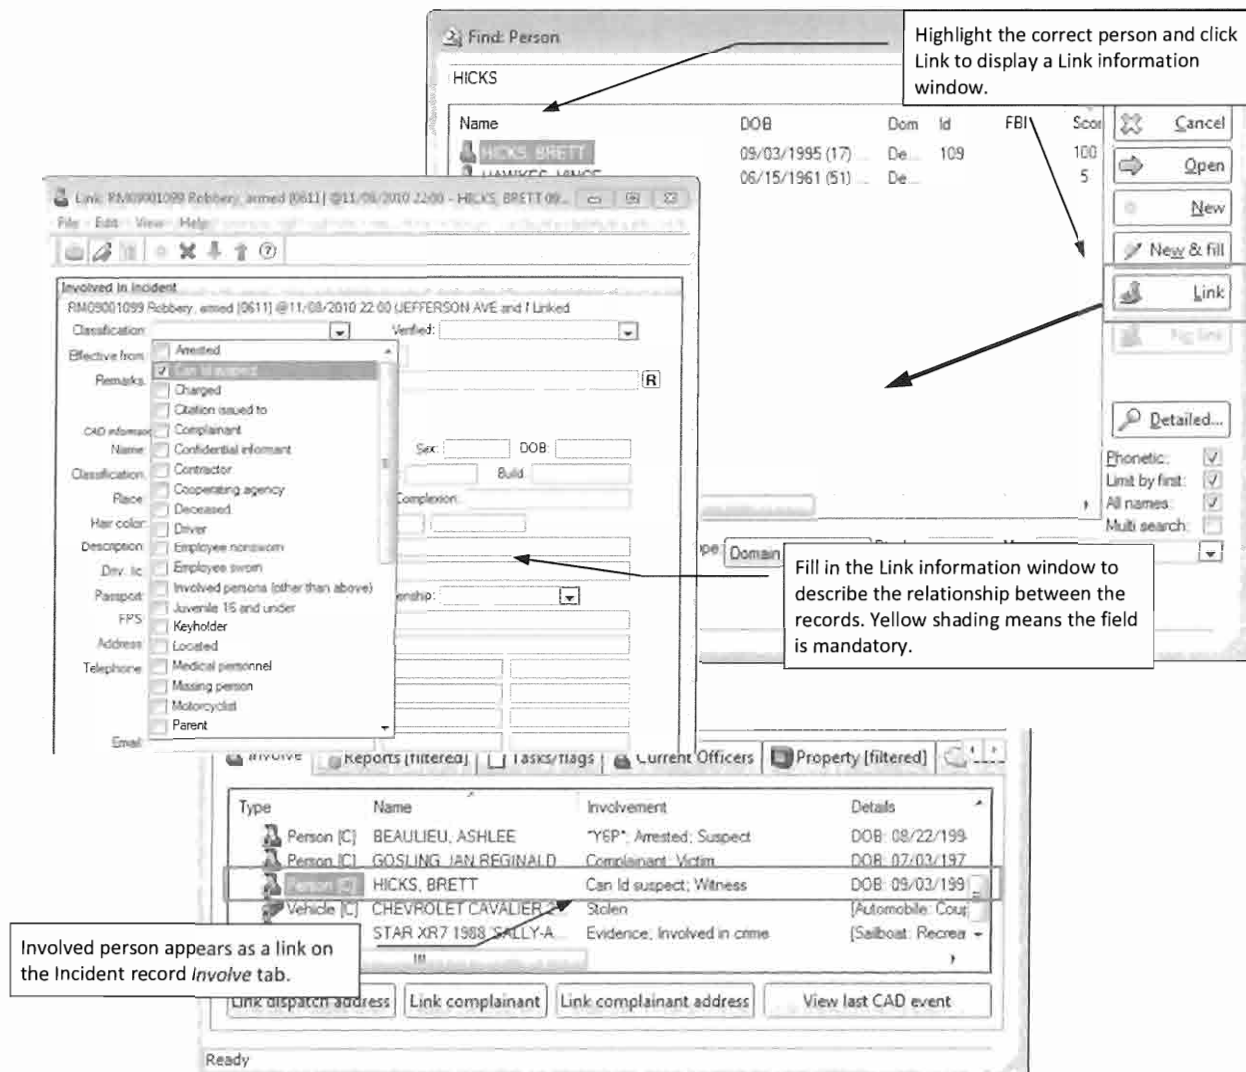 Find: Person
Highlight the correct person and click
Link to display a Link information
window.
HICKS
Name DOB Dom Id FBI Scor
HICKS, BRETT 09/03/1995 (17) ... De... 109 100
HAWKES, VINCE 06/15/1961 (51) ... De... 5
Cancel
Open
New
New & fill
Link
Detailed...
Phonetic:
Limit by first:
All names:
Multi search:
Domain
Link: RM09001099 Robbery, armed [0611] @11/08/2010 22:00 - HICKS, BRETT 09...
File Edit View Help
Involved In Incident
RM09001099 Robbery, armed [0611] @11/08/2010 22:00 (JEFFERSON AVE and / Linked
Classification: Verified:
Effective from:
Remarks: R
Arrested
Can Id suspect
Charged
Citation issued to
Complainant
Confidential informant
Contractor
Cooperating agency
Deceased
Driver
Employee nonsworn
Employee sworn
Involved persons (other than above)
Juvenile 16 and under
Keyholder
Located
Medical personnel
Missing person
Motorcyclist
Parent
CAD informa
Name: Sex: DOB:
Classification: Build:
Place: Complexion:
Hair color:
Description:
Drv. lic
Passport: enship:
FPS:
Address:
Telephone:
Email:
Fill in the Link information window to
describe the relationship between the
records. Yellow shading means the field
is mandatory.
Involve Reports [filtered] Tasks/flags Current Officers Property [filtered]
Type Name Involvement Details
Person [C] BEAULIEU, ASHLEE "Y6P"; Arrested; Suspect DOB: 08/22/199
Person [C] GOSLING, IAN REGINALD Complainant; Victim DOB: 07/03/197
Person [C] HICKS, BRETT Can Id suspect; Witness DOB: 09/03/199
Vehicle [C] CHEVROLET CAVALIER 2 Stolen [Automobile: Coup
STAR XR7 1988 'SALLY-A... Evidence; Involved in crime [Sailboat: Recrea
Involved person appears as a link on
the Incident record Involve tab.
Link dispatch address Link complainant Link complainant address View last CAD event
Ready